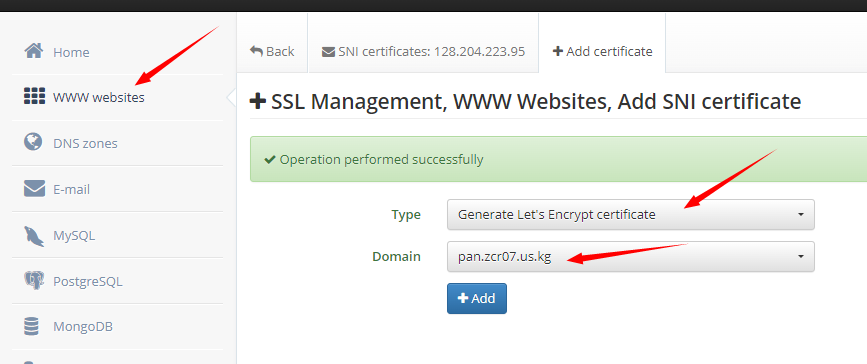 Home
WWW websites
DNS zones
E-mail
MySQL
PostgreSQL
MongoDB
Back
SNI certificates: 128.204.223.95
Add certificate
SSL Management, WWW Websites, Add SNI certificate
Operation performed successfully
Type
Generate Let's Encrypt certificate
Domain
pan.zcr07.us.kg
Add